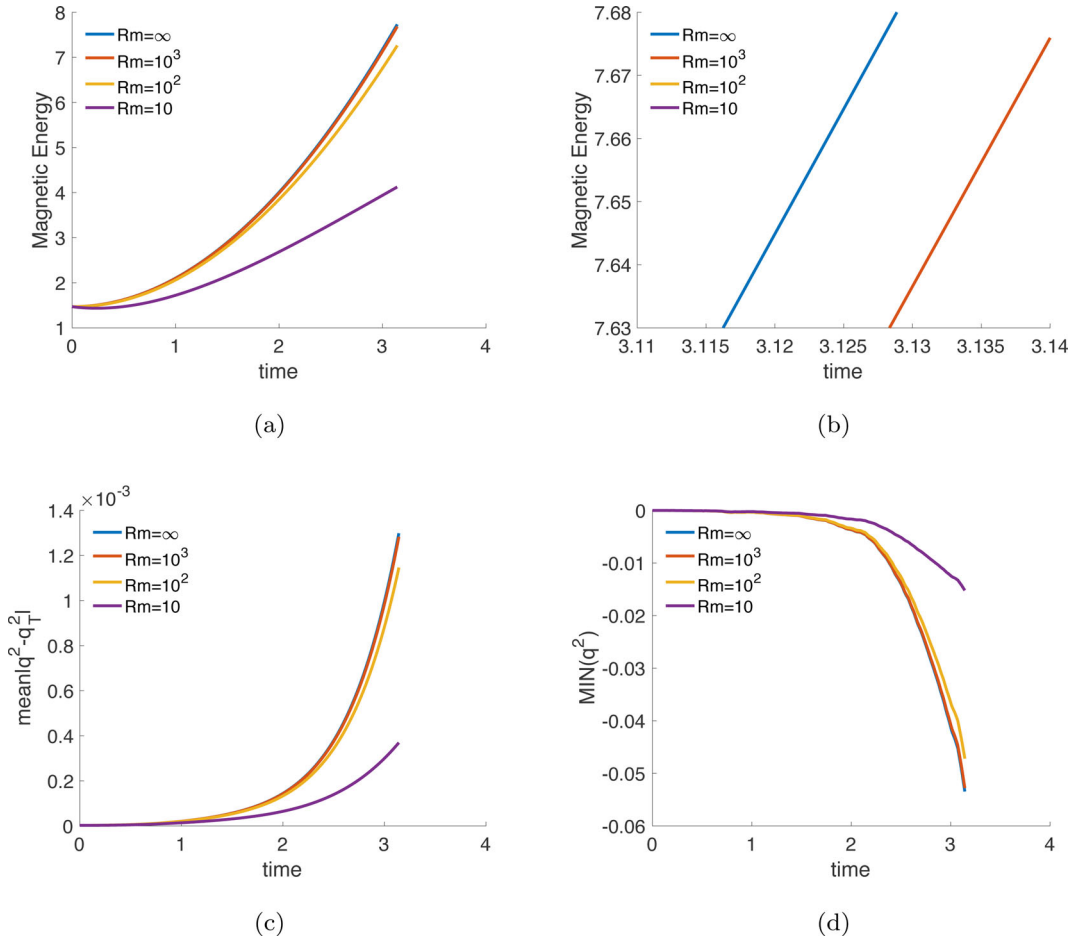 8
7
6
5
4
3
2
1
Magnetic Energy
Rm=∞
Rm=10³
Rm=10²
Rm=10
0 1 2 3 4
time
(a)
7.68
7.67
7.66
7.65
7.64
7.63
Magnetic Energy
Rm=∞
Rm=10³
Rm=10²
Rm=10
3.11 3.115 3.12 3.125 3.13 3.135 3.14
time
(b)
×10⁻³
1.4
1.2
1
0.8
0.6
0.4
0.2
0
mean|q²-q_T²|
Rm=∞
Rm=10³
Rm=10²
Rm=10
0 1 2 3 4
time
(c)
0
-0.01
-0.02
-0.03
-0.04
-0.05
-0.06
MIN(q²)
Rm=∞
Rm=10³
Rm=10²
Rm=10
0 1 2 3 4
time
(d)